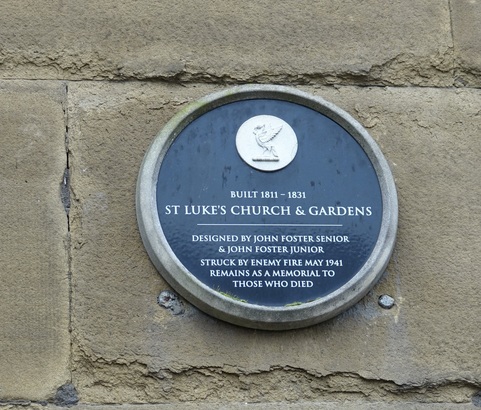 BUILT 1811 – 1831
ST LUKE'S CHURCH & GARDENS
DESIGNED BY JOHN FOSTER SENIOR
& JOHN FOSTER JUNIOR
STRUCK BY ENEMY FIRE MAY 1941
REMAINS AS A MEMORIAL TO
THOSE WHO DIED